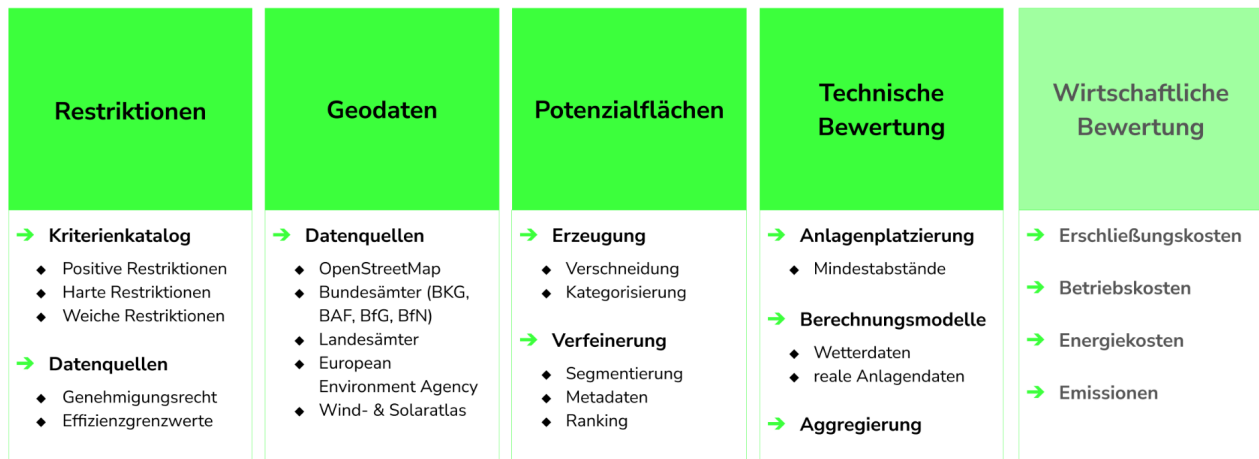 Restriktionen
Kriterienkatalog
Positive Restriktionen
Harte Restriktionen
Weiche Restriktionen
Datenquellen
Genehmigungsrecht
Effizienzgrenzwerte
Geodaten
Datenquellen
OpenStreetMap
Bundesämter (BKG,
BAF, BfG, BfN)
Landesämter
European
Environment Agency
Wind- & Solaratlas
Potenzialflächen
Erzeugung
Verschneidung
Kategorisierung
Verfeinerung
Segmentierung
Metadaten
Ranking
Technische
Bewertung
Anlagenplatzierung
Mindestabstände
Berechnungsmodelle
Wetterdaten
reale Anlagendaten
Aggregierung
Wirtschaftliche
Bewertung
Erschließungskosten
Betriebskosten
Energiekosten
Emissionen